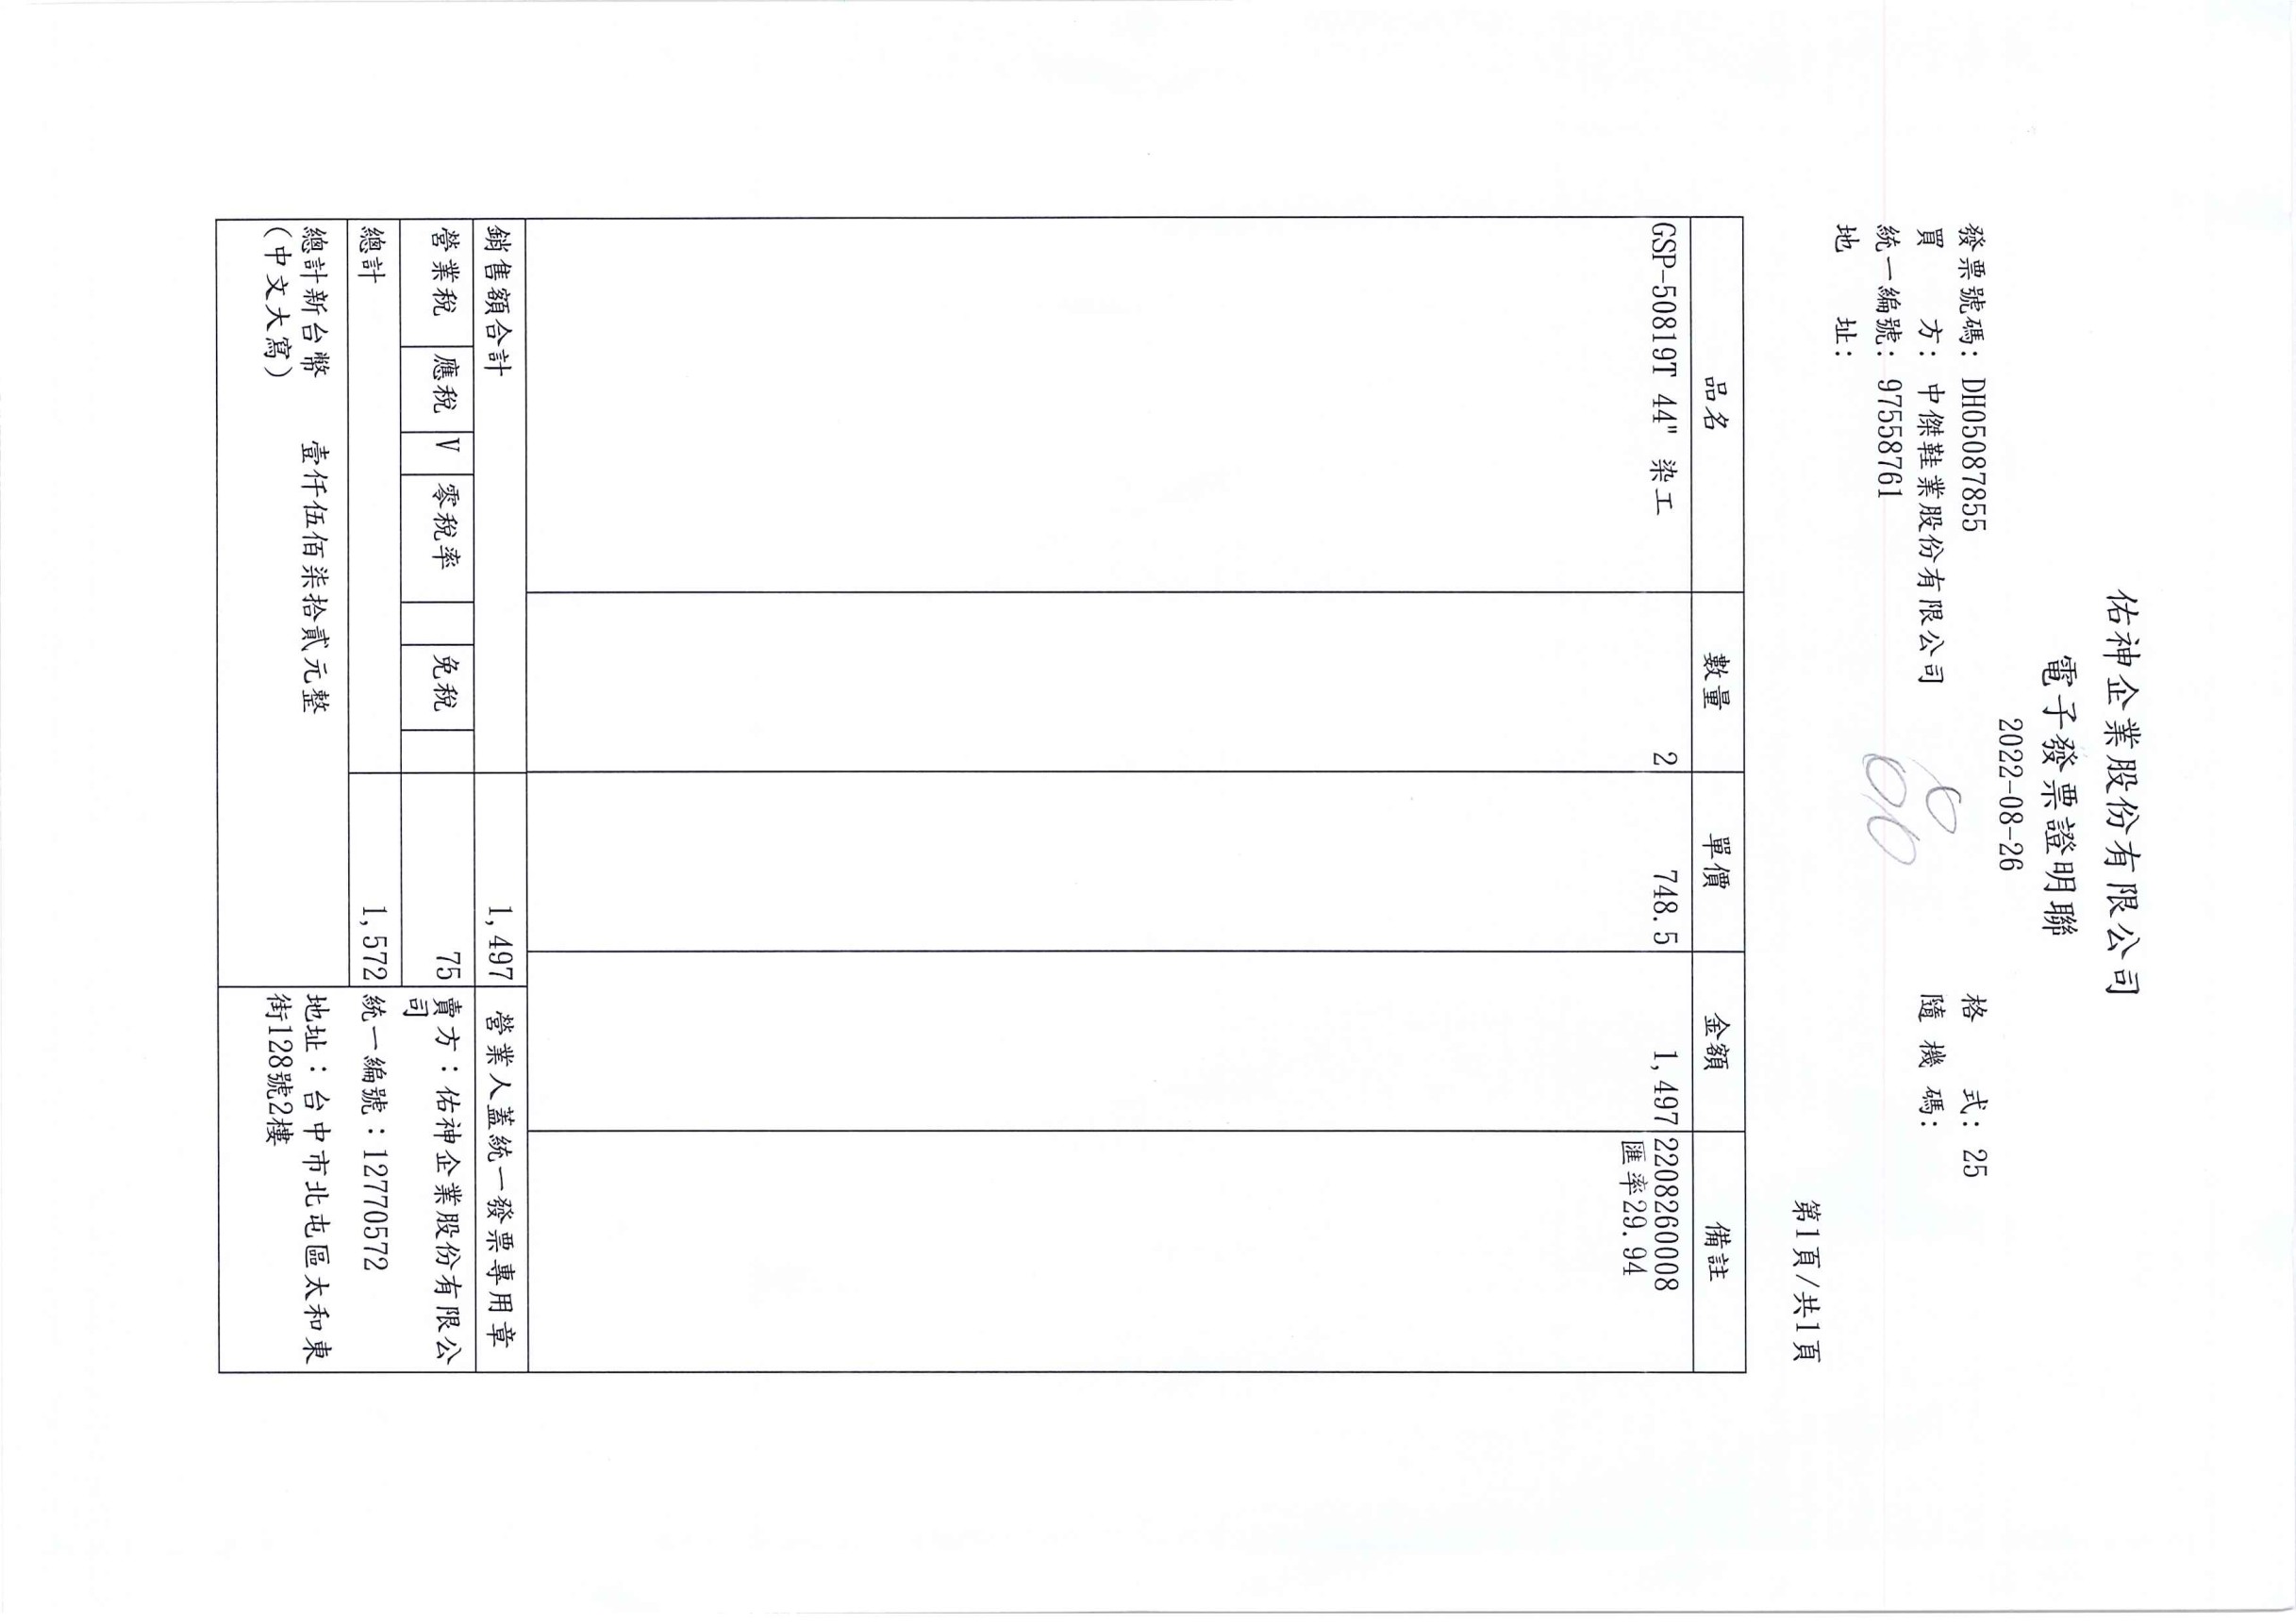 佑神企業股份有限公司
電子發票證明聯
2022-08-26
發票號碼: DH05087855 格 式: 25
買 方: 中傑鞋業股份有限公司 隨 機 碼:
統一編號: 97558761
地 址:
第1頁/共1頁
品名 數量 單價 金額 備註
GSP-50819T 44" 染工 2 748.5 1,497 2208260008
匯率29.94
銷售額合計 1,497 營業人蓋統一發票專用章
營業稅 應稅 V 零稅率 免稅 75 賣方：佑神企業股份有限公
司
總計 1,572 統一編號：12770572
總計新台幣 壹仟伍佰柒拾貳元整 地址：台中市北屯區太和東
(中文大寫) 街128號2樓